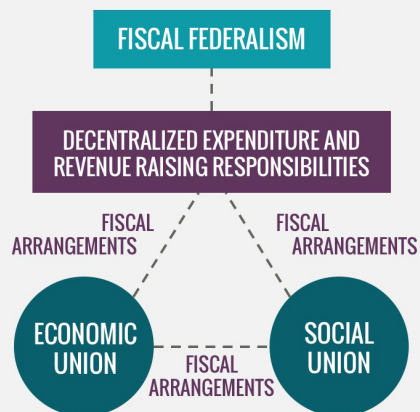 FISCAL FEDERALISM
DECENTRALIZED EXPENDITURE AND
REVENUE RAISING RESPONSIBILITIES
FISCAL
ARRANGEMENTS
FISCAL
ARRANGEMENTS
ECONOMIC
UNION
SOCIAL
UNION
FISCAL
ARRANGEMENTS